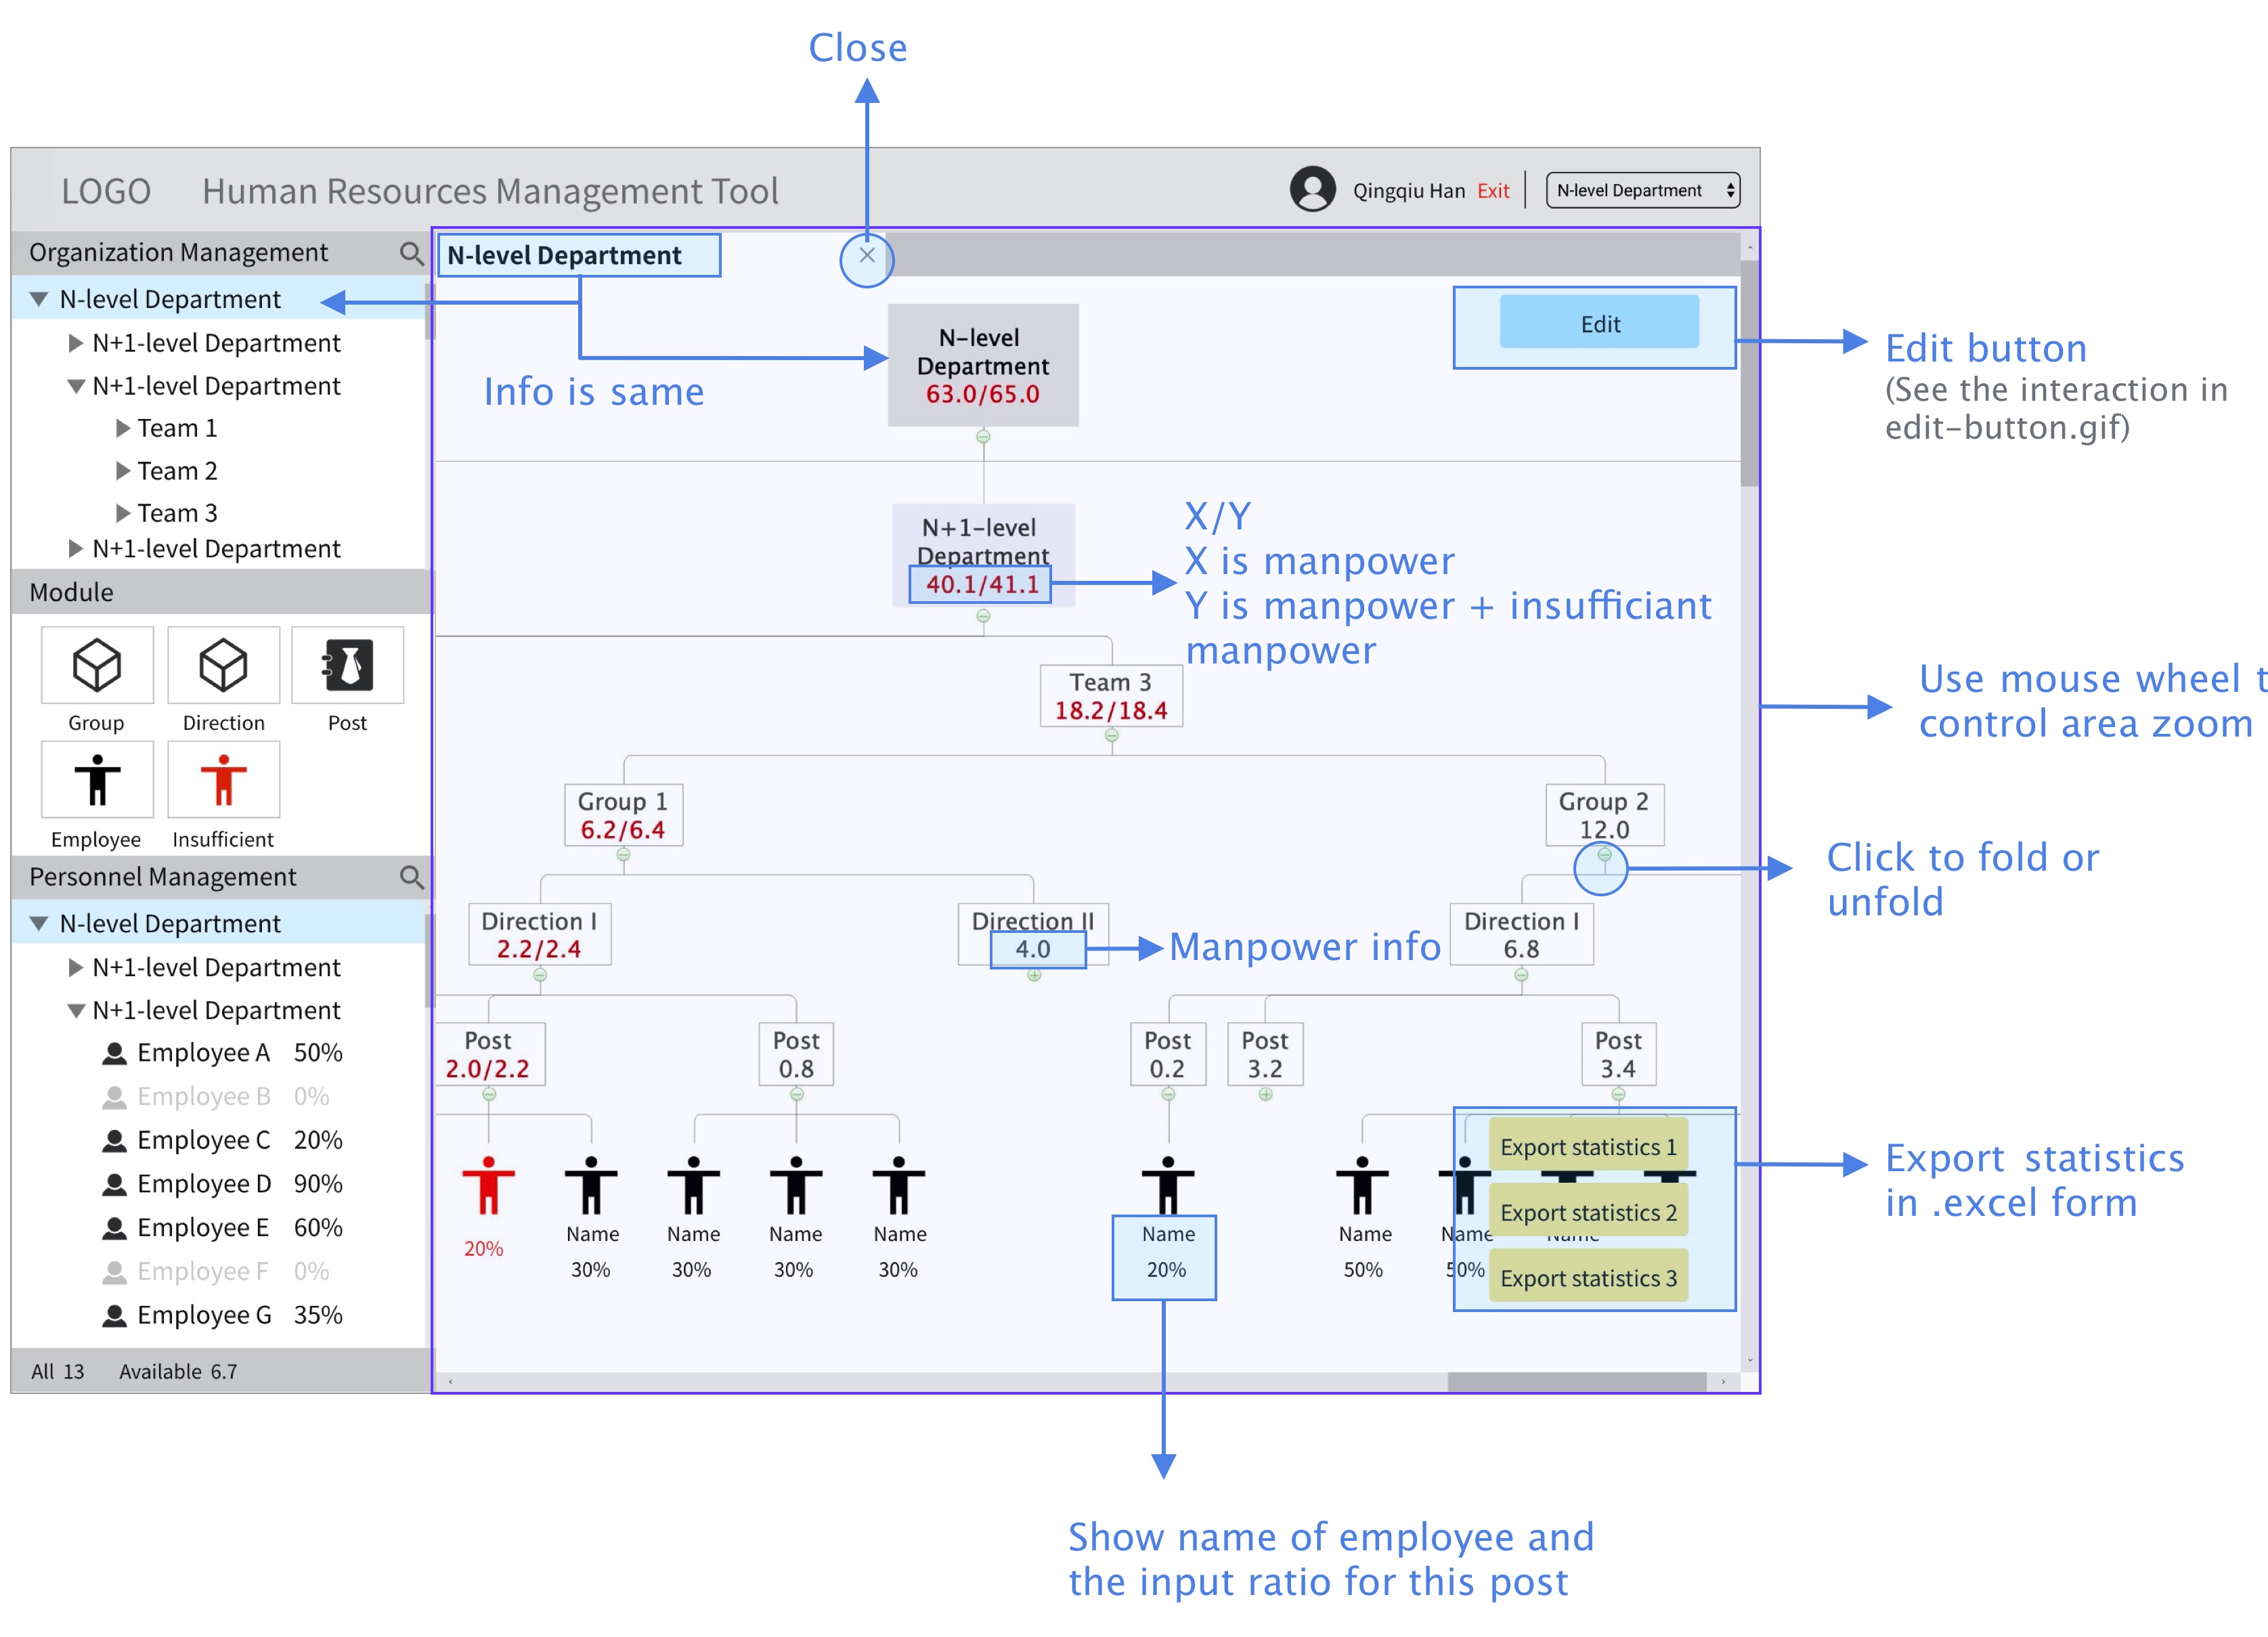 Close
LOGO
Human Resources Management Tool
Qingqiu Han Exit
N-level Department
Organization Management
N-level Department
N+1-level Department
N+1-level Department
Team 1
Team 2
Team 3
N+1-level Department
Module
Group
Direction
Post
Employee
Insufficient
Personnel Management
N-level Department
N+1-level Department
N+1-level Department
Employee A 50%
Employee B 0%
Employee C 20%
Employee D 90%
Employee E 60%
Employee F 0%
Employee G 35%
All 13 Available 6.7
N-level Department
Info is same
N-level
Department
63.0/65.0
Edit
Edit button
(See the interaction in
edit-button.gif)
N+1-level
Department
40.1/41.1
X/Y
X is manpower
Y is manpower + insufficiant
manpower
Team 3
18.2/18.4
Use mouse wheel t
control area zoom
Group 1
6.2/6.4
Group 2
12.0
Click to fold or
unfold
Direction I
2.2/2.4
Direction II
4.0
Manpower info
Direction I
6.8
Post
2.0/2.2
Post
0.8
Post
0.2
Post
3.2
Post
3.4
20%
Name
30%
Name
30%
Name
30%
Name
30%
Name
20%
Name
50%
Name
50%
Name
Export statistics 1
Export statistics 2
Export statistics 3
Export statistics
in .excel form
Show name of employee and
the input ratio for this post